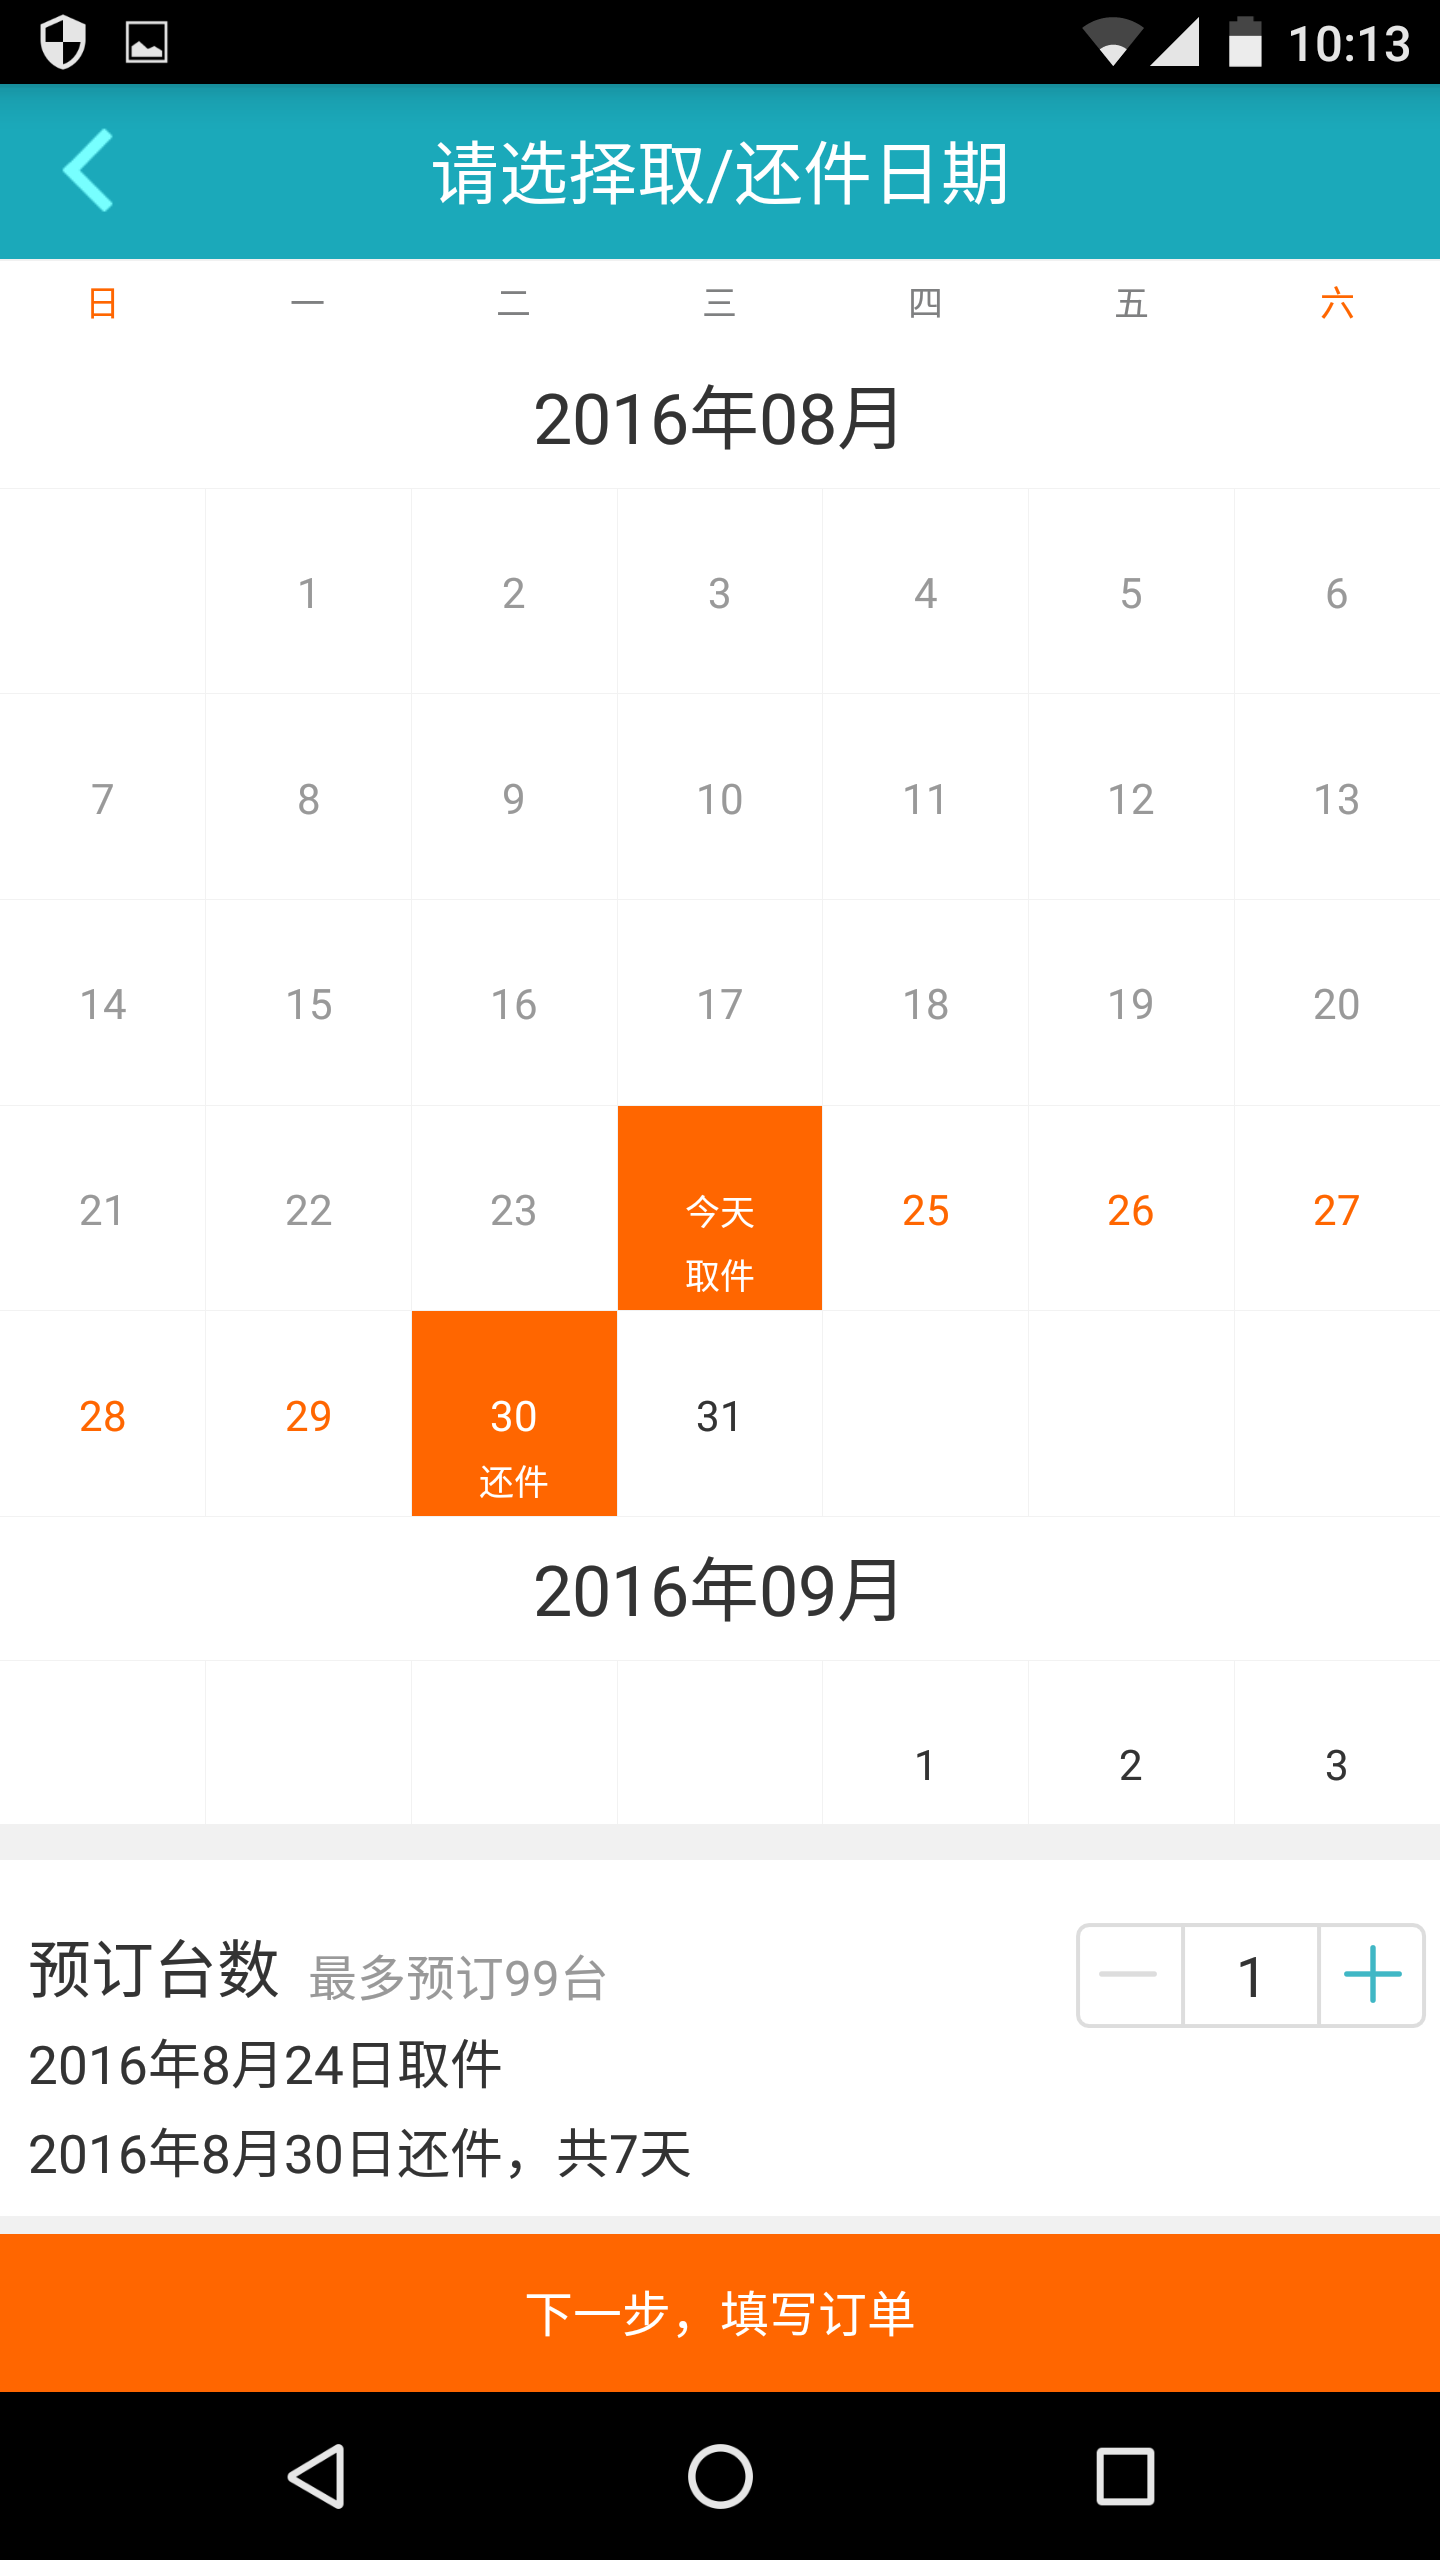 10:13
请选择取/还件日期
日 一 二 三 四 五 六
2016年08月
1 2 3 4 5 6
7 8 9 10 11 12 13
14 15 16 17 18 19 20
21 22 23 今天 25 26 27
取件
28 29 30 31
还件
2016年09月
1 2 3
预订台数 最多预订99台 1
2016年8月24日取件
2016年8月30日还件，共7天
下一步，填写订单